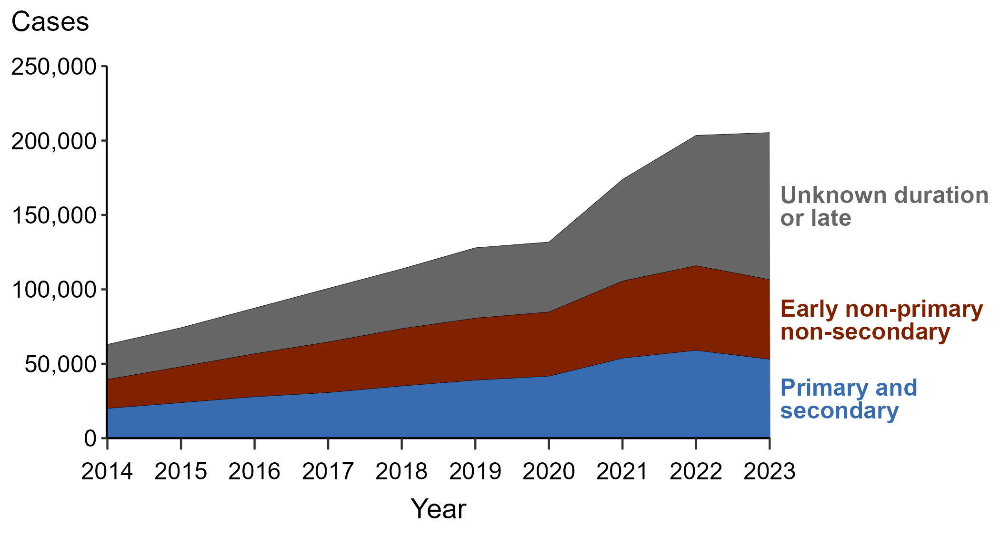 Cases
250,000
200,000
150,000
100,000
50,000
0
2014 2015 2016 2017 2018 2019 2020 2021 2022 2023
Year
Unknown duration
or late
Early non-primary
non-secondary
Primary and
secondary